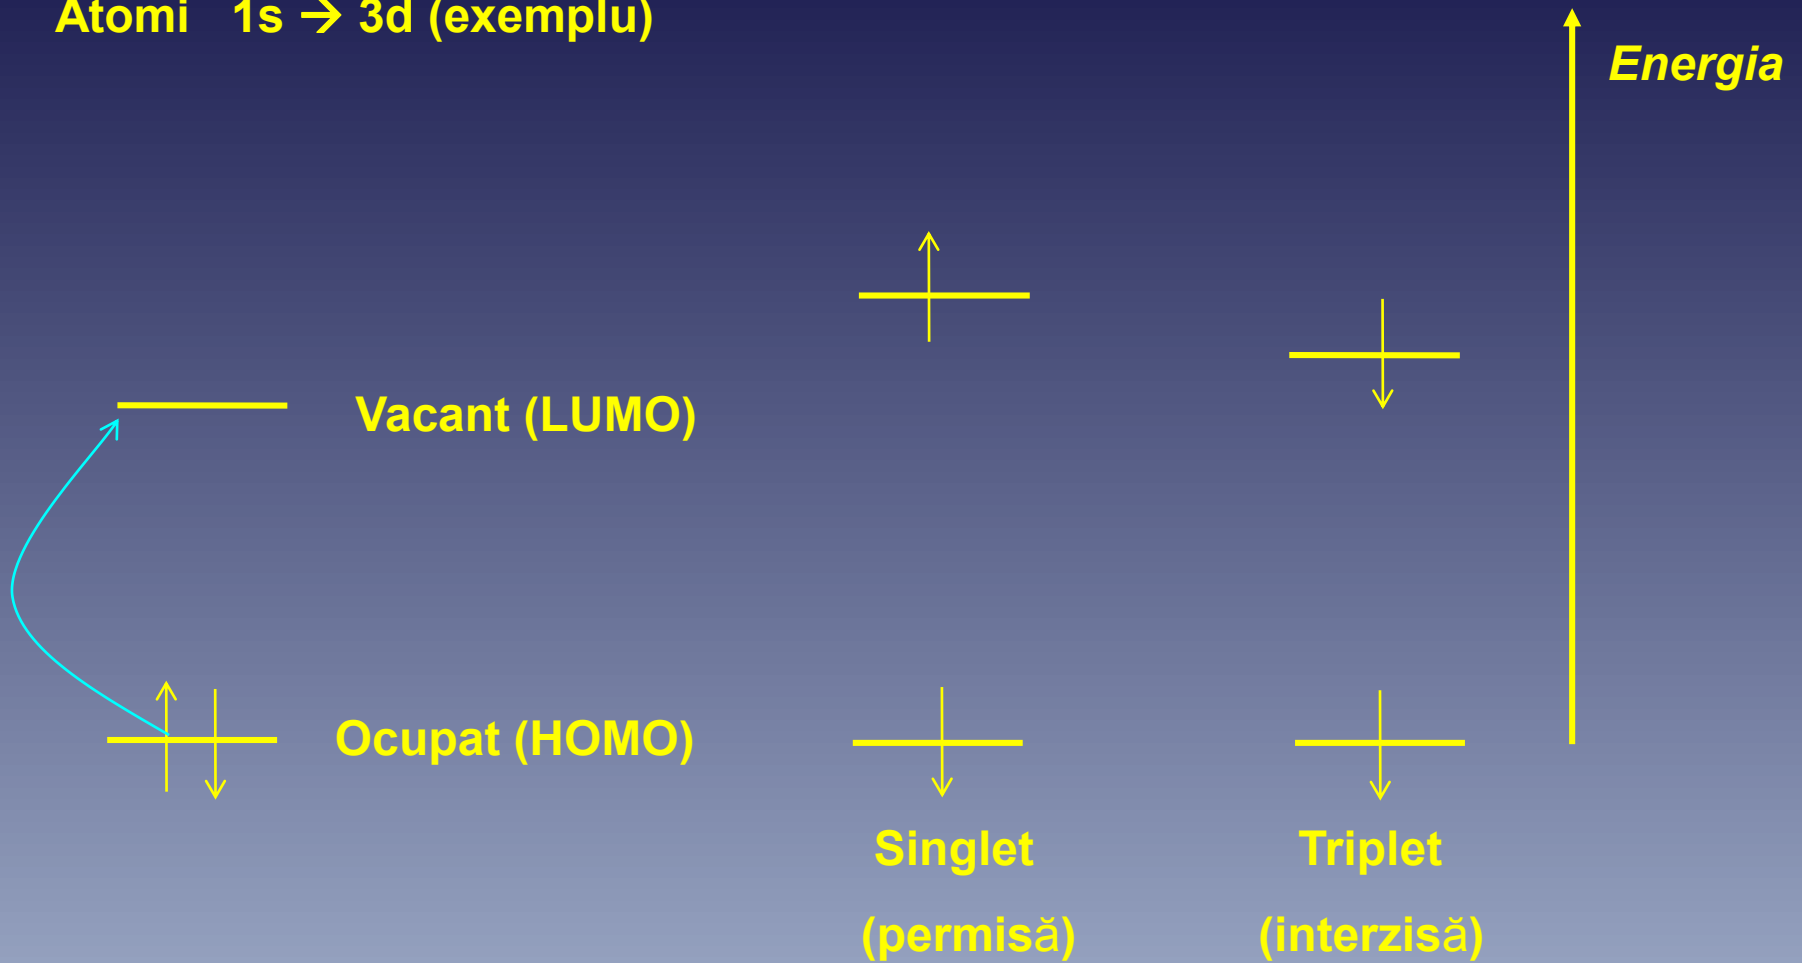 Atomi 1s → 3d (exemplu)
Energia
Vacant (LUMO)
Ocupat (HOMO)
Singlet
(permisă)
Triplet
(interzisă)